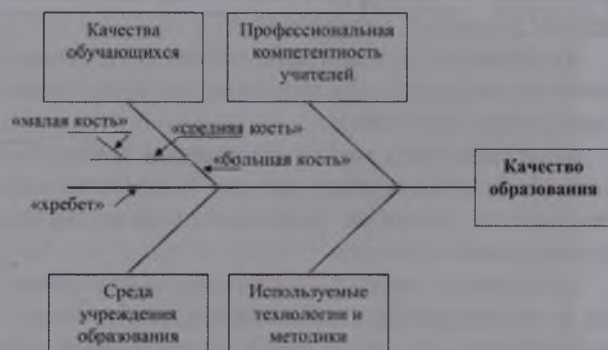 Качества
обучающихся
Профессиональная
компетентность
учителей
«малая кость»
«средняя кость»
«большая кость»
«хребет»
Качество
образования
Среда
учреждения
образования
Используемые
технологии и
методики